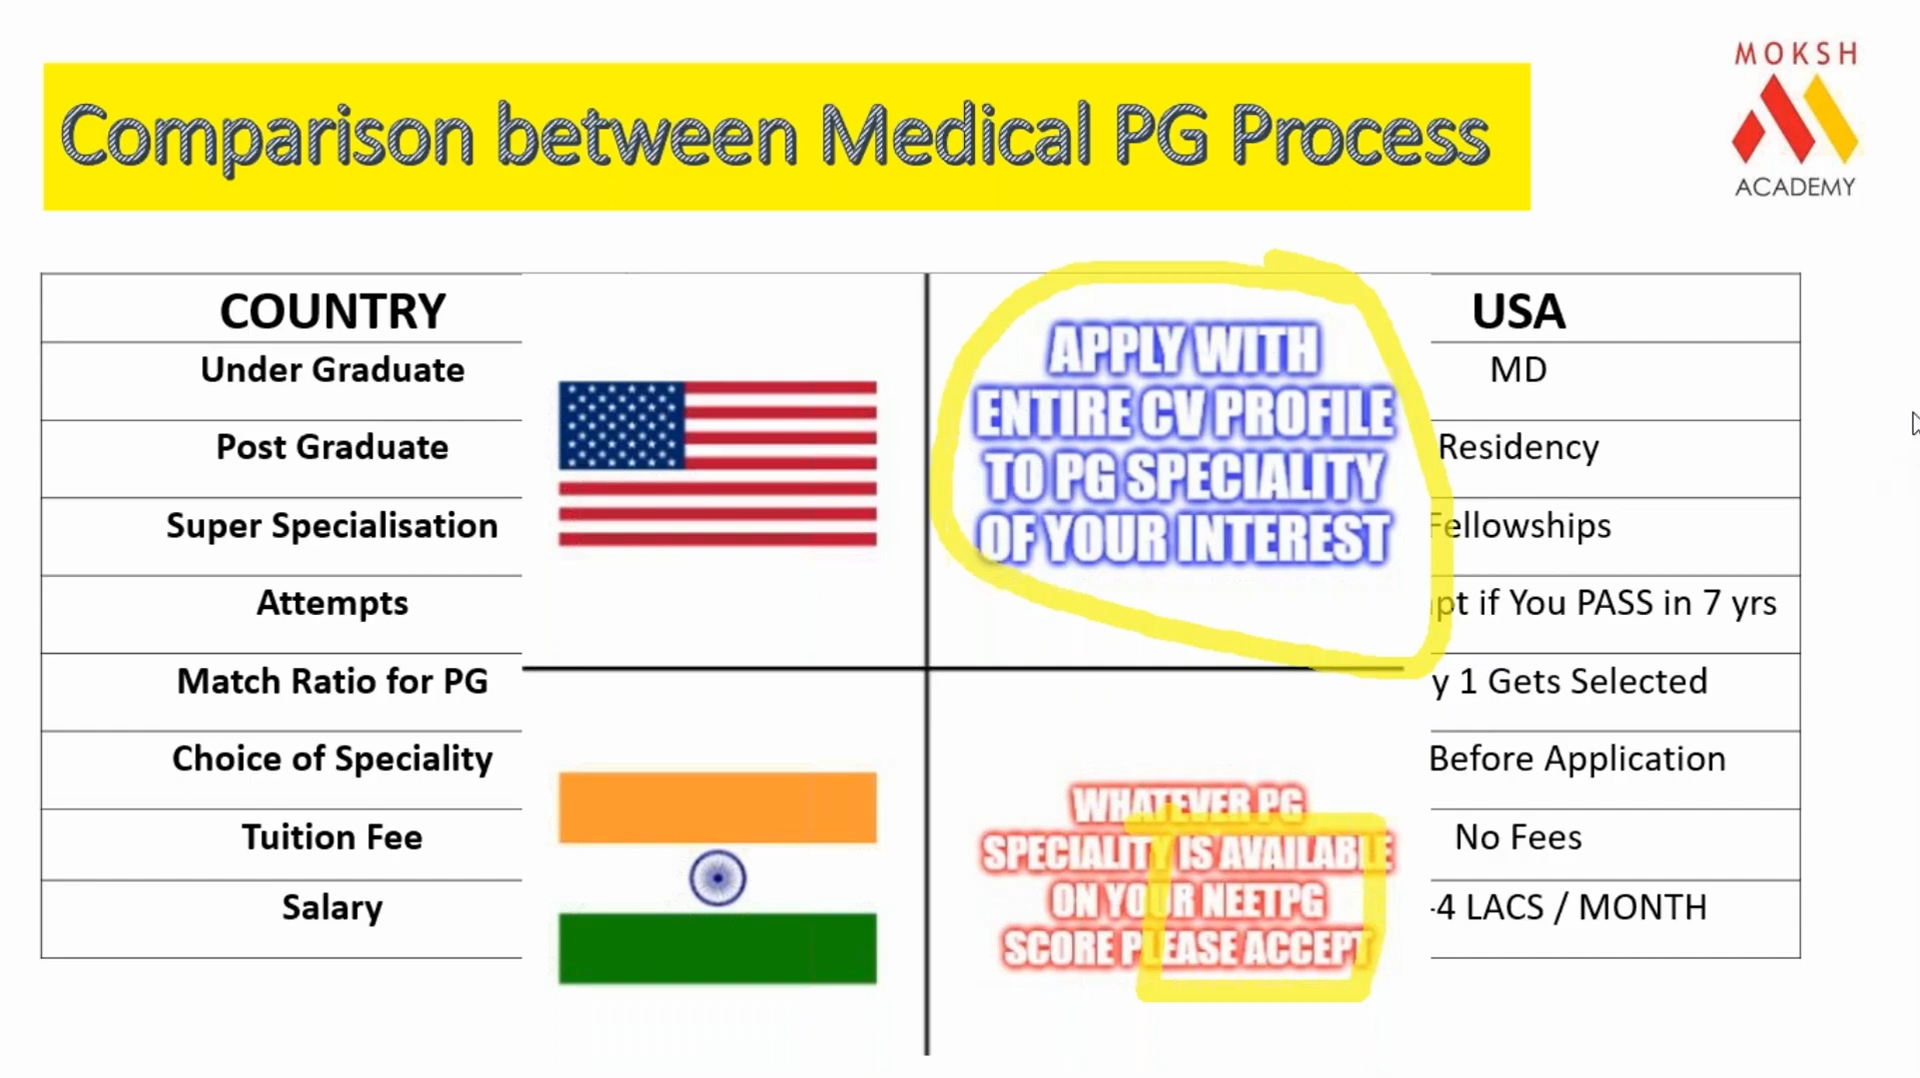 MOKSH
ACADEMY
Comparison between Medical PG Process
COUNTRY
USA
Under Graduate
MD
Post Graduate
Residency
Super Specialisation
Fellowships
Attempts
if You PASS in 7 yrs
Match Ratio for PG
1 Gets Selected
Choice of Speciality
Before Application
Tuition Fee
No Fees
Salary
-4 LACS / MONTH
APPLY WITH
ENTIRE CV PROFILE
TO PG SPECIALITY
OF YOUR INTEREST
WHATEVER PG
SPECIALITY IS AVAILABLE
ON YOUR NEETPG
SCORE PLEASE ACCEPT